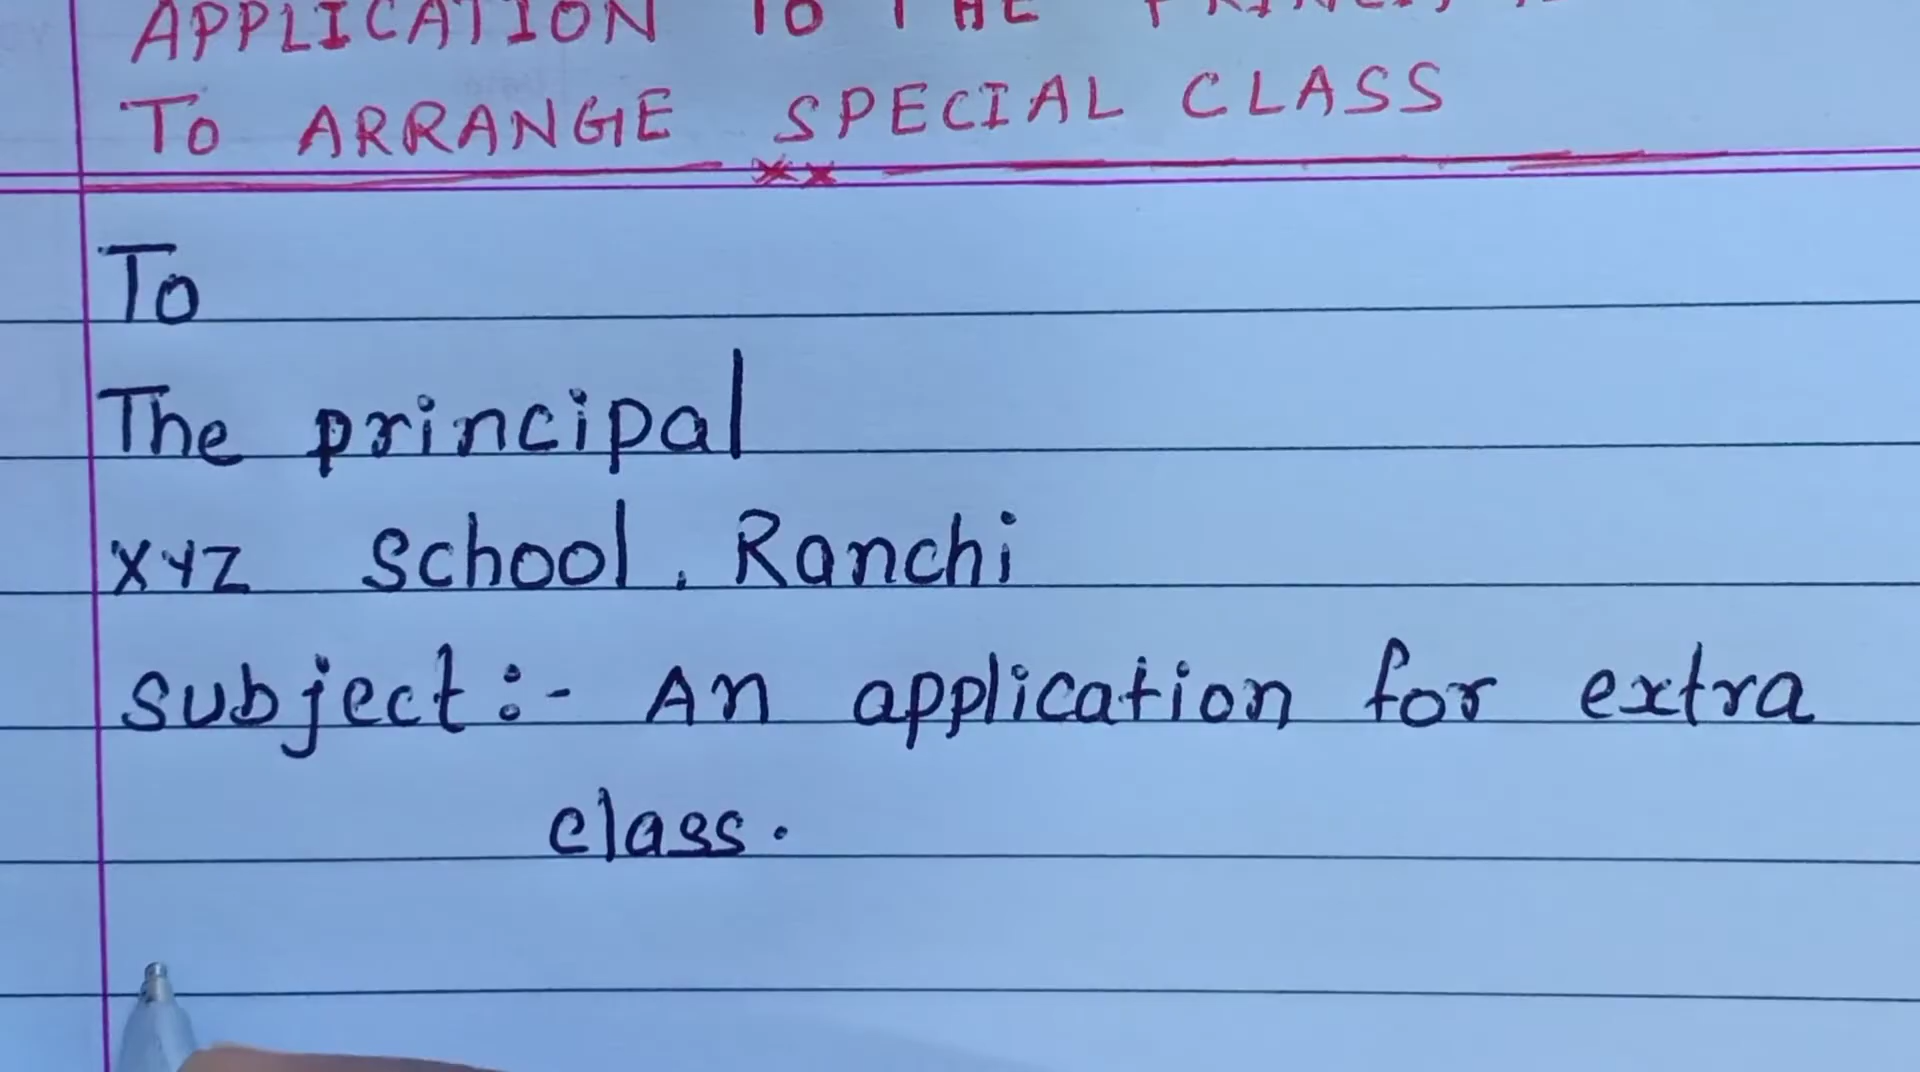 APPLICATION TO THE
TO ARRANGE SPECIAL CLASS
To
The principal
XYZ School, Ranchi
Subject:- An application for extra
class.